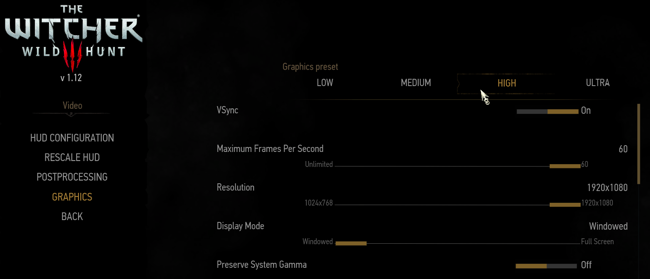 THE
WITCHER
WILD III HUNT
v 1.12
Video
HUD CONFIGURATION
RESCALE HUD
POSTPROCESSING
GRAPHICS
BACK
Graphics preset
LOW MEDIUM HIGH ULTRA
VSync On
Maximum Frames Per Second 60
Unlimited 60
Resolution 1920x1080
1024x768 1920x1080
Display Mode Windowed
Windowed Full Screen
Preserve System Gamma Off